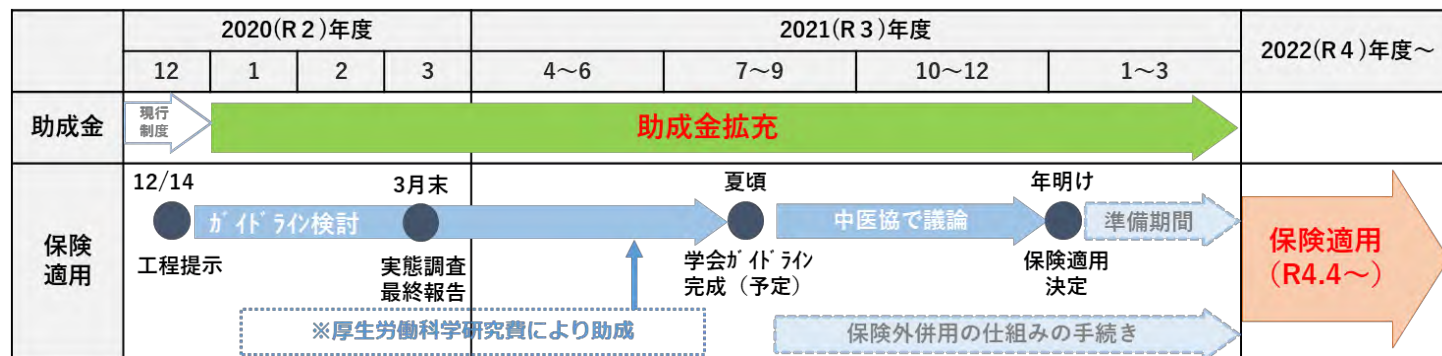 2020(R2)年度
2021(R3)年度
2022(R4)年度~
12
1
2
3
4~6
7~9
10~12
1~3
助成金
現行
制度
助成金拡充
保険
適用
12/14
3月末
夏頃
年明け
ガイドライン検討
中医協で議論
準備期間
工程提示
実態調査
最終報告
学会ガイドライン
完成(予定)
保険適用
決定
保険適用
(R4.4~)
※厚生労働科学研究費により助成
保険外併用の仕組みの手続き